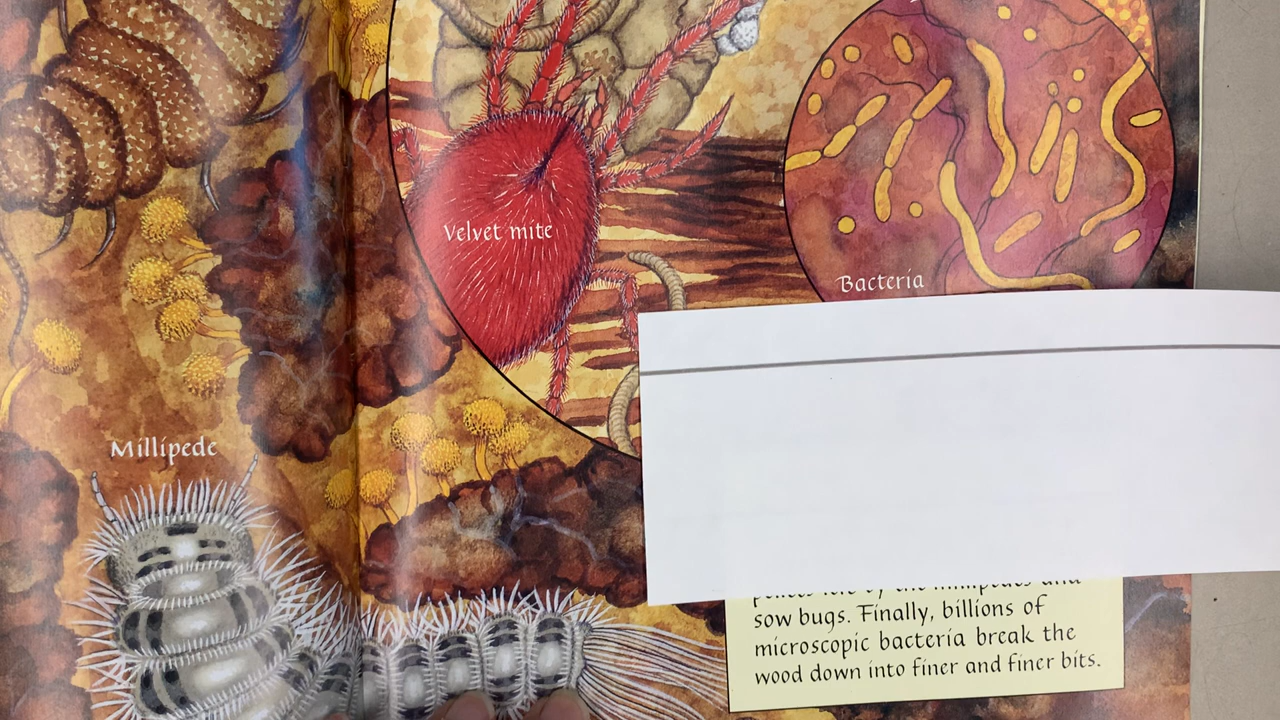 Velvet mite
Bacteria
Millipede
sow bugs. Finally, billions of
microscopic bacteria break the
wood down into finer and finer bits.